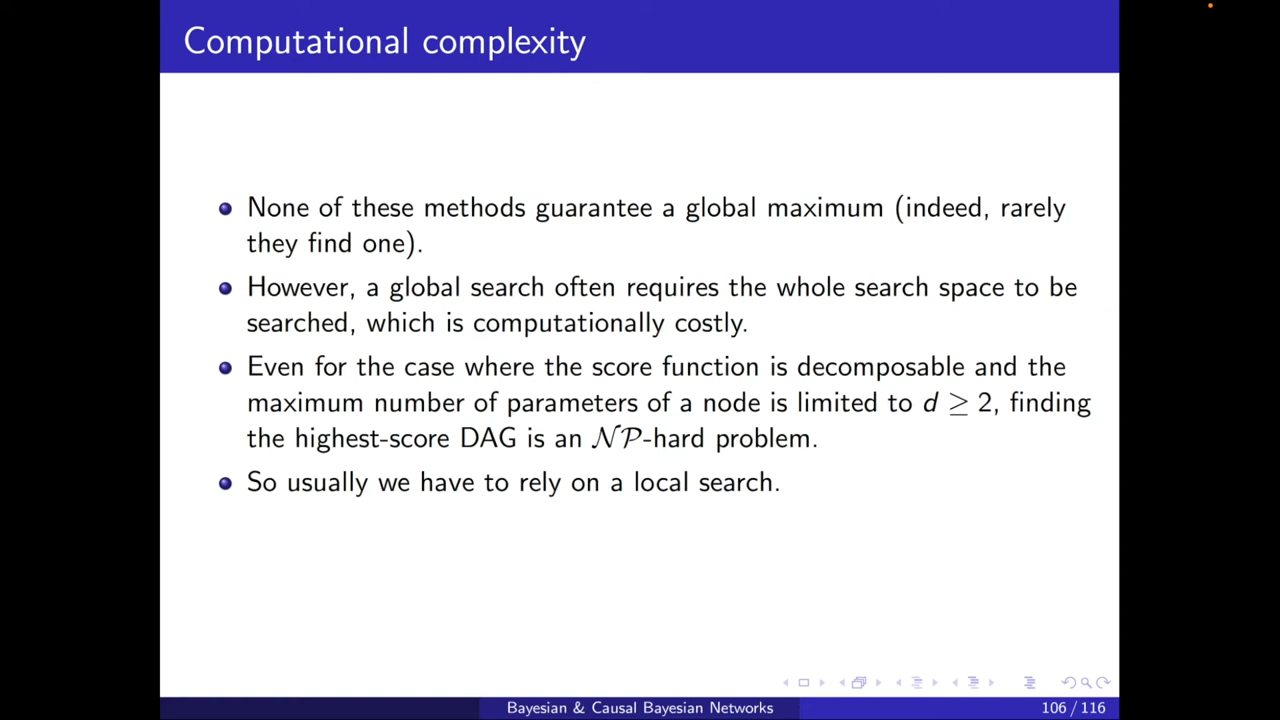 Computational complexity
None of these methods guarantee a global maximum (indeed, rarely
they find one).
However, a global search often requires the whole search space to be
searched, which is computationally costly.
Even for the case where the score function is decomposable and the
maximum number of parameters of a node is limited to d ≥ 2, finding
the highest-score DAG is an 𝒩𝒫-hard problem.
So usually we have to rely on a local search.
Bayesian & Causal Bayesian Networks
106 / 116